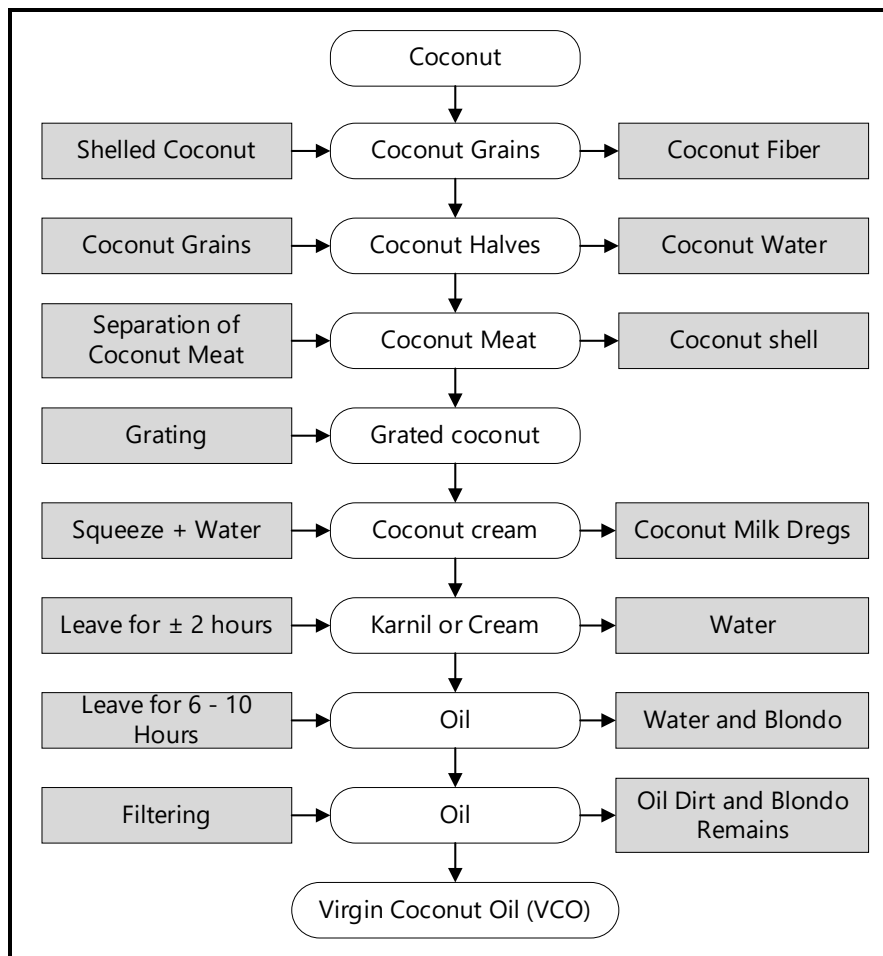 Coconut
Shelled Coconut
Coconut Grains
Coconut Fiber
Coconut Grains
Coconut Halves
Coconut Water
Separation of
Coconut Meat
Coconut Meat
Coconut shell
Grating
Grated coconut
Squeeze + Water
Coconut cream
Coconut Milk Dregs
Leave for ± 2 hours
Karnil or Cream
Water
Leave for 6 - 10
Hours
Oil
Water and Blondo
Filtering
Oil
Oil Dirt and Blondo
Remains
Virgin Coconut Oil (VCO)